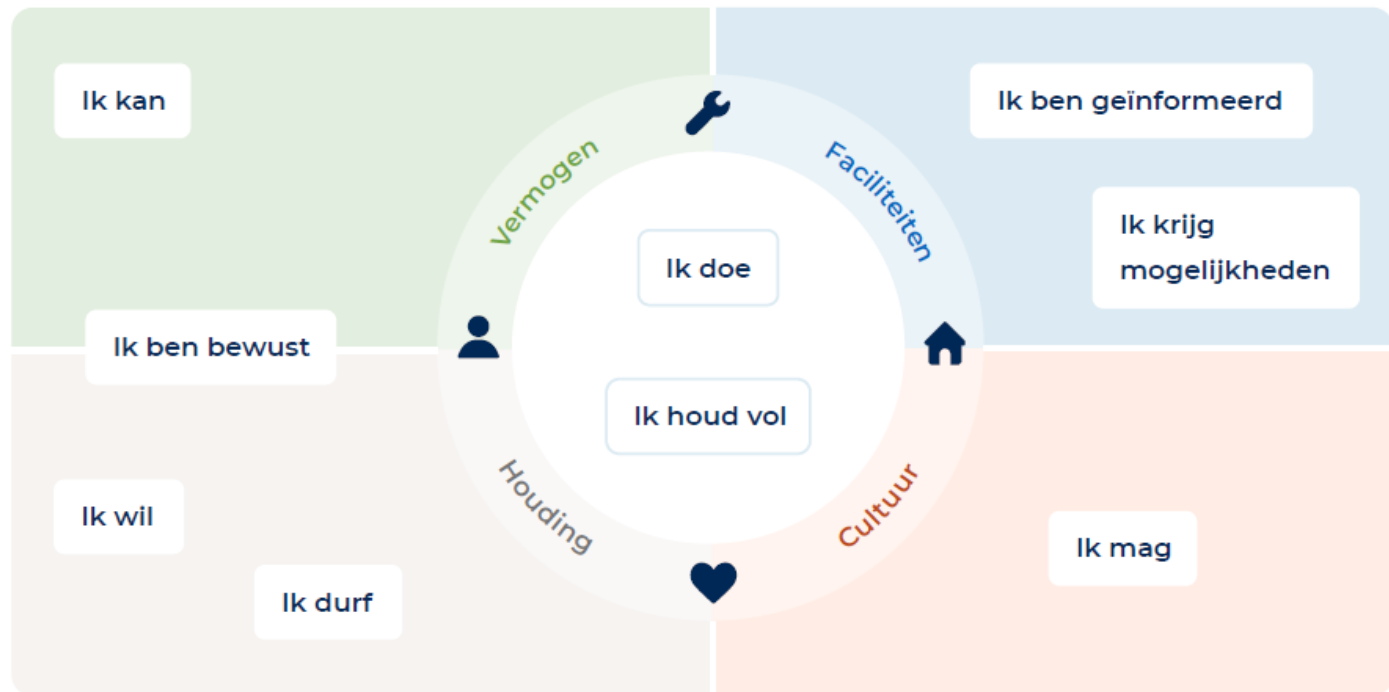 Ik kan
Ik ben geïnformeerd
Vermogen
Faciliteiten
Ik krijg
mogelijkheden
Ik doe
Ik ben bewust
Ik houd vol
Houding
Cultuur
Ik wil
Ik mag
Ik durf